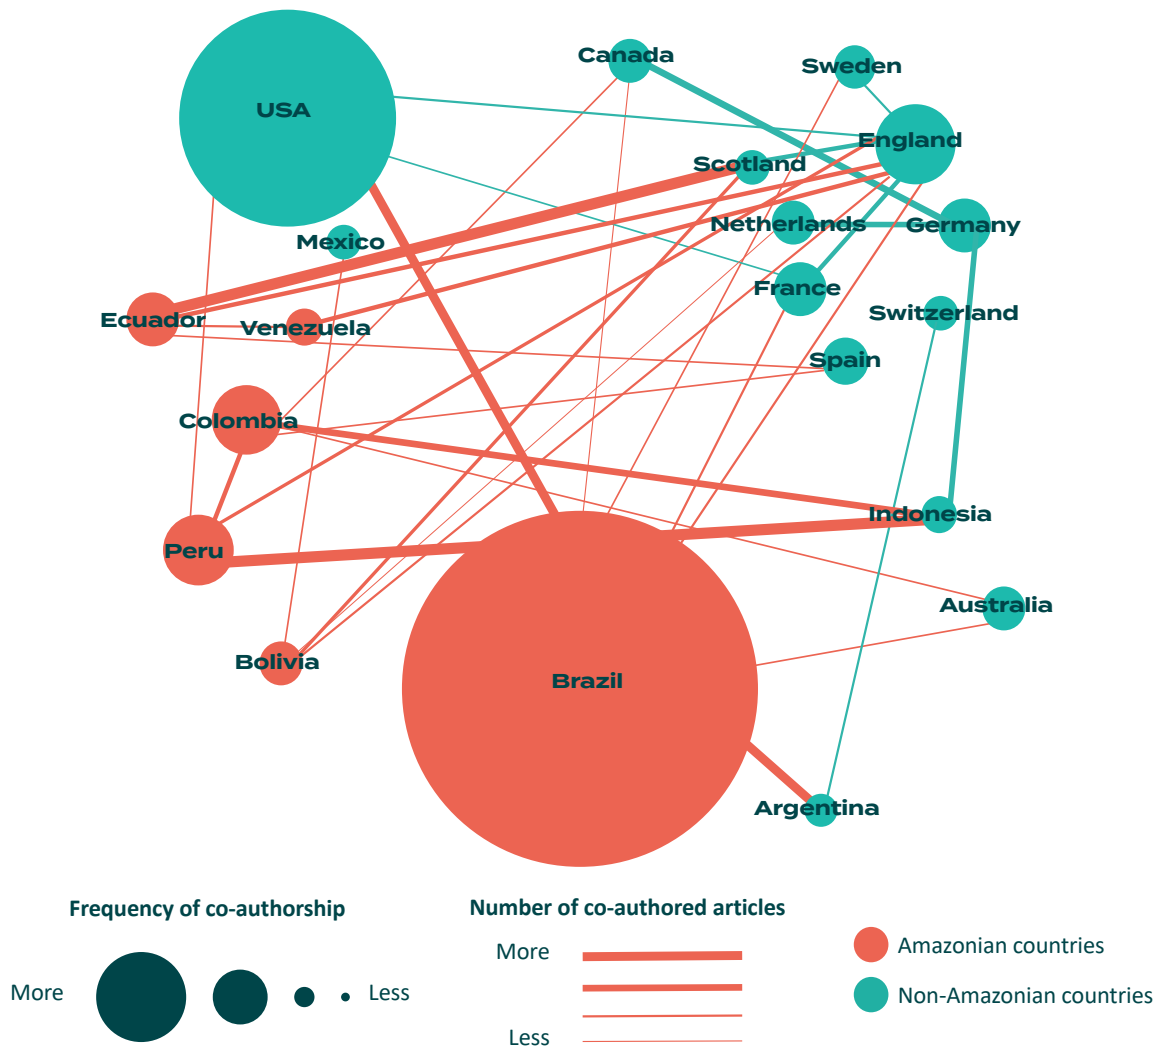 Canada
Sweden
USA
England
Scotland
Netherlands
Germany
Mexico
France
Ecuador
Venezuela
Switzerland
Spain
Colombia
Indonesia
Peru
Australia
Bolivia
Brazil
Argentina
Frequency of co-authorship
More
Less
Number of co-authored articles
More
Less
Amazonian countries
Non-Amazonian countries